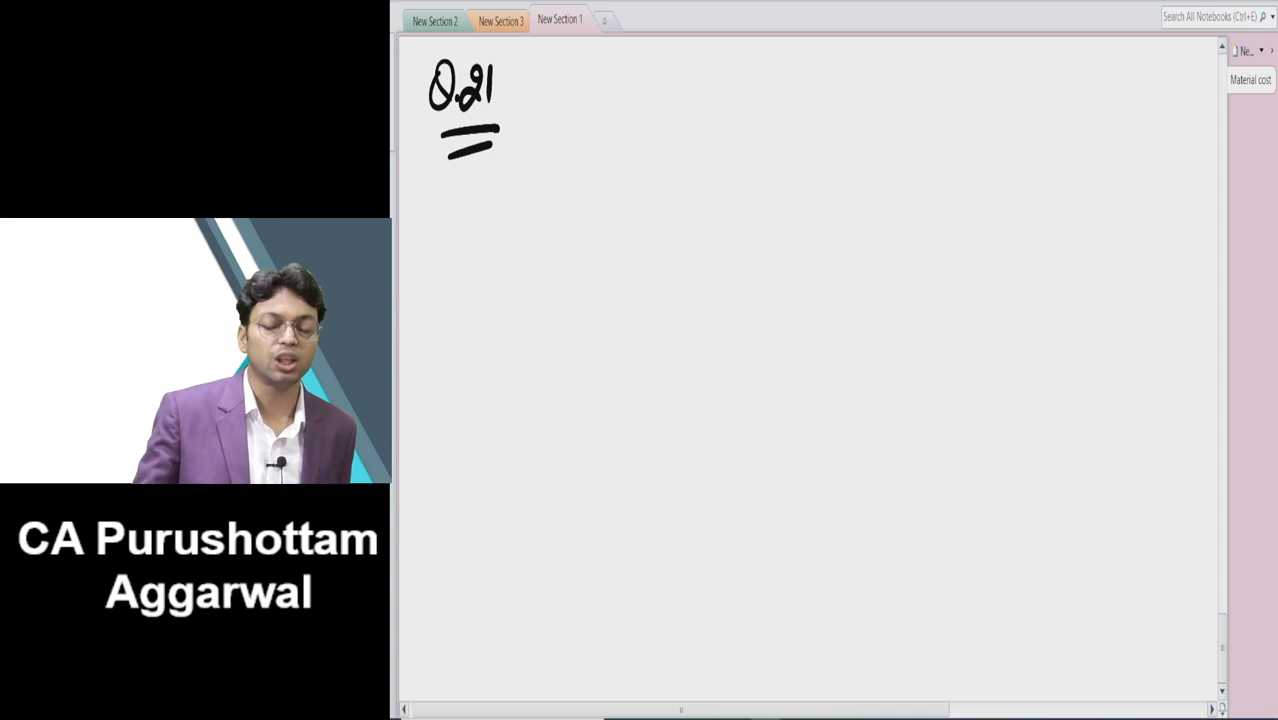 New Section 2
New Section 3
New Section 1
Search All Notebooks (Ctrl+E)
Ne...
Material cost
Q.21
CA Purushottam
Aggarwal